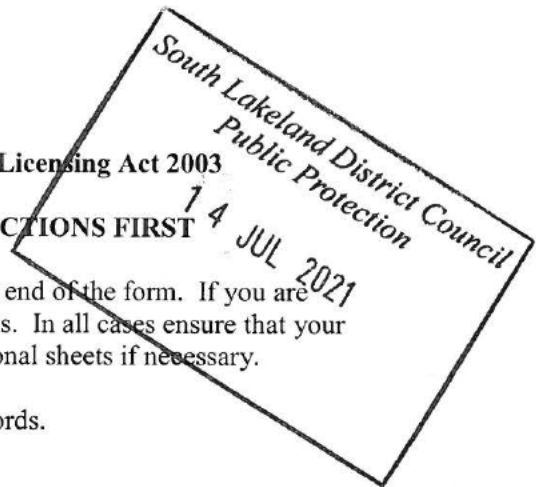 Licensing Act 2003
CTIONS FIRST
end of the form. If you are
s. In all cases ensure that your
onal sheets if necessary.
ords.
South Lakeland District Council
Public Protection
14 JUL 2021